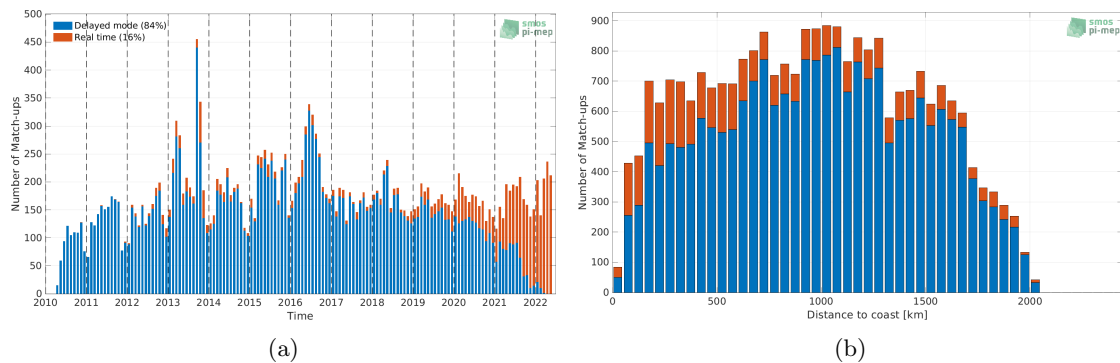 Delayed mode (84%)
Real time (16%)
smos
pi-mep
500
450
400
350
300
250
200
150
100
50
0
Number of Match-ups
2010 2011 2012 2013 2014 2015 2016 2017 2018 2019 2020 2021 2022
Time
(a)
smos
pi-mep
900
800
700
600
500
400
300
200
100
0
Number of Match-ups
0 500 1000 1500 2000
Distance to coast [km]
(b)